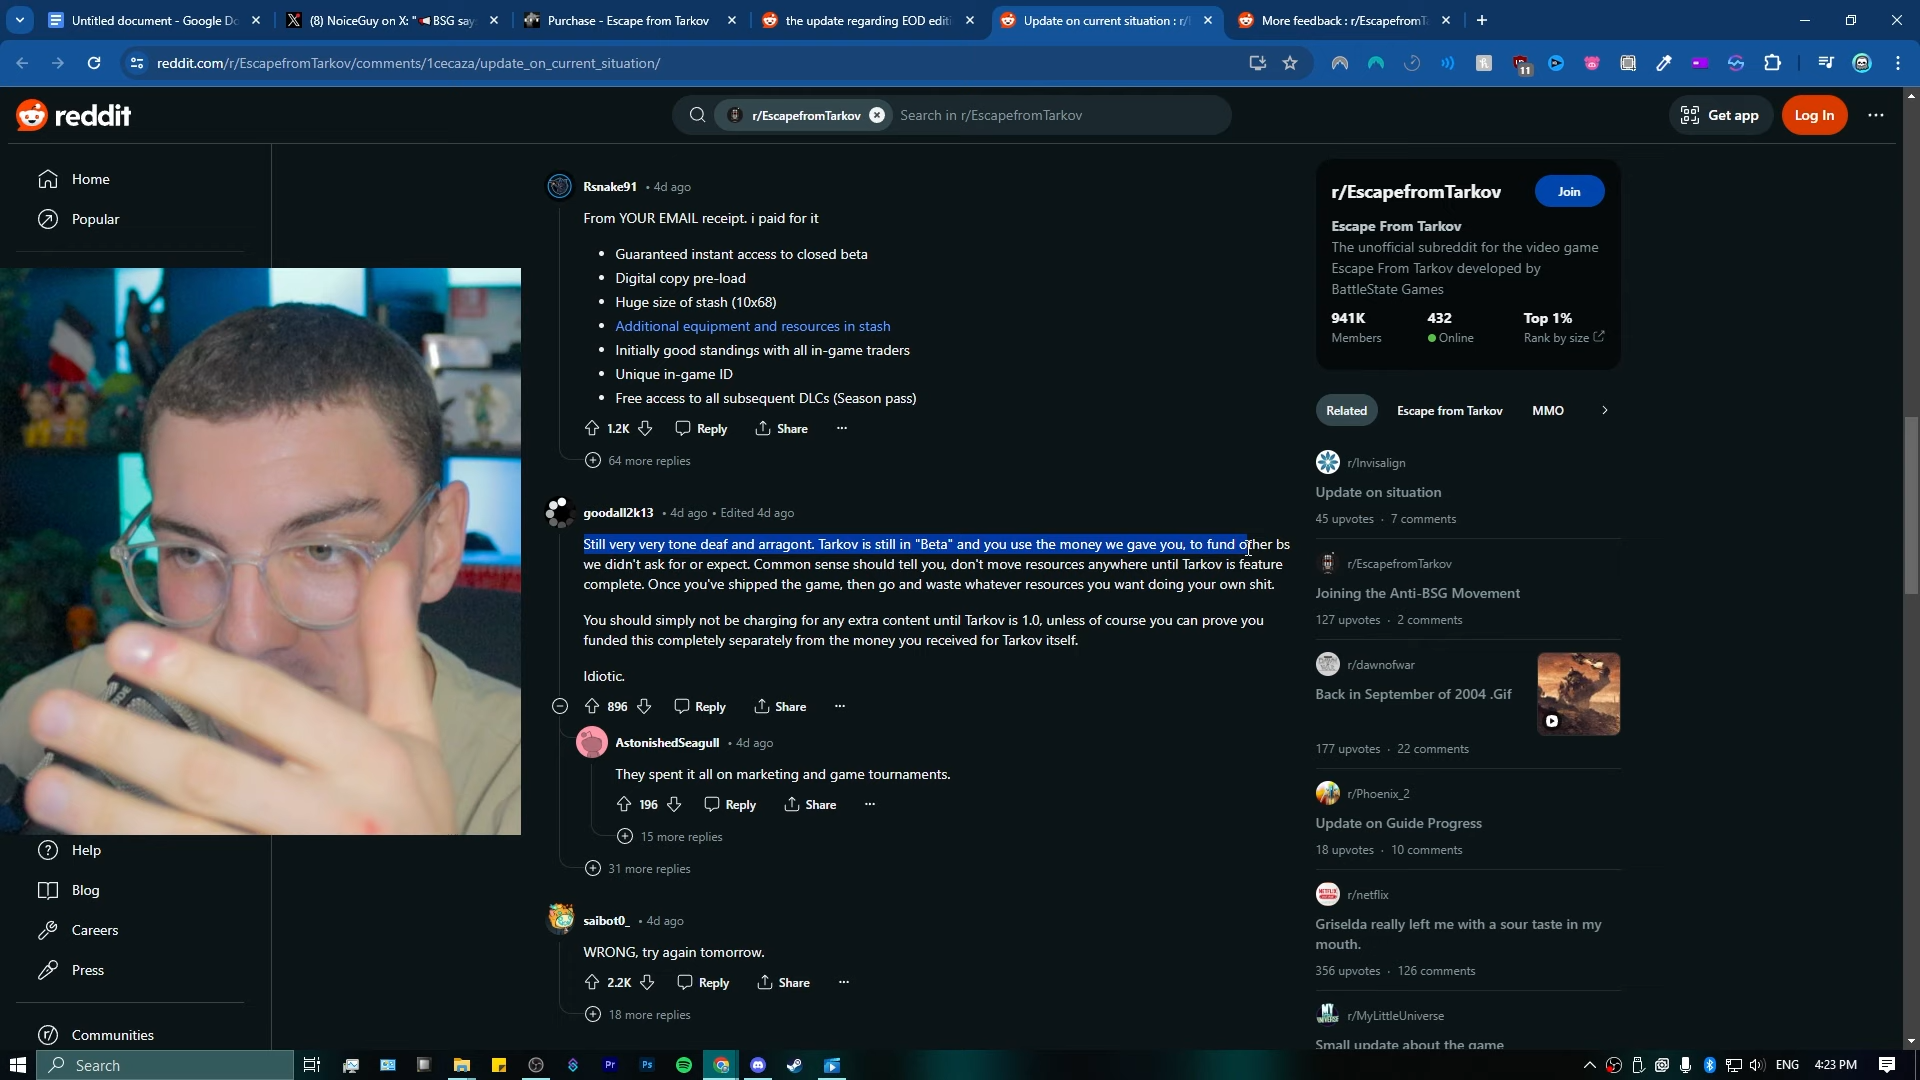 Untitled document - Google Do
(8) NoiceGuy on X: "📢BSG say
Purchase - Escape from Tarkov
the update regarding EOD editi
Update on current situation : r/
More feedback : r/EscapefromT
reddit.com/r/EscapefromTarkov/comments/1cecaza/update_on_current_situation/
11
reddit
r/EscapefromTarkov
Search in r/EscapefromTarkov
Get app
Log In
Home
Popular
Rsnake91 • 4d ago
From YOUR EMAIL receipt. i paid for it
• Guaranteed instant access to closed beta
• Digital copy pre-load
• Huge size of stash (10x68)
• Additional equipment and resources in stash
• Initially good standings with all in-game traders
• Unique in-game ID
• Free access to all subsequent DLCs (Season pass)
1.2K Reply Share ...
64 more replies
goodall2k13 • 4d ago • Edited 4d ago
Still very very tone deaf and arragont. Tarkov is still in "Beta" and you use the money we gave you, to fund other bs
we didn't ask for or expect. Common sense should tell you, don't move resources anywhere until Tarkov is feature
complete. Once you've shipped the game, then go and waste whatever resources you want doing your own shit.
You should simply not be charging for any extra content until Tarkov is 1.0, unless of course you can prove you
funded this completely separately from the money you received for Tarkov itself.
Idiotic.
896 Reply Share ...
AstonishedSeagull • 4d ago
They spent it all on marketing and game tournaments.
196 Reply Share ...
15 more replies
31 more replies
saibot0_ • 4d ago
WRONG, try again tomorrow.
2.2K Reply Share ...
18 more replies
r/EscapefromTarkov
Join
Escape From Tarkov
The unofficial subreddit for the video game
Escape From Tarkov developed by
BattleState Games
941K 432 Top 1%
Members Online Rank by size
Related Escape from Tarkov MMO
r/Invisalign
Update on situation
45 upvotes · 7 comments
r/EscapefromTarkov
Joining the Anti-BSG Movement
127 upvotes · 2 comments
r/dawnofwar
Back in September of 2004 .Gif
177 upvotes · 22 comments
r/Phoenix_2
Update on Guide Progress
18 upvotes · 10 comments
r/netflix
Griselda really left me with a sour taste in my
mouth.
356 upvotes · 126 comments
r/MyLittleUniverse
Small update about the game
Help
Blog
Careers
Press
Communities
Search
Pr
Ps
ENG
4:23 PM